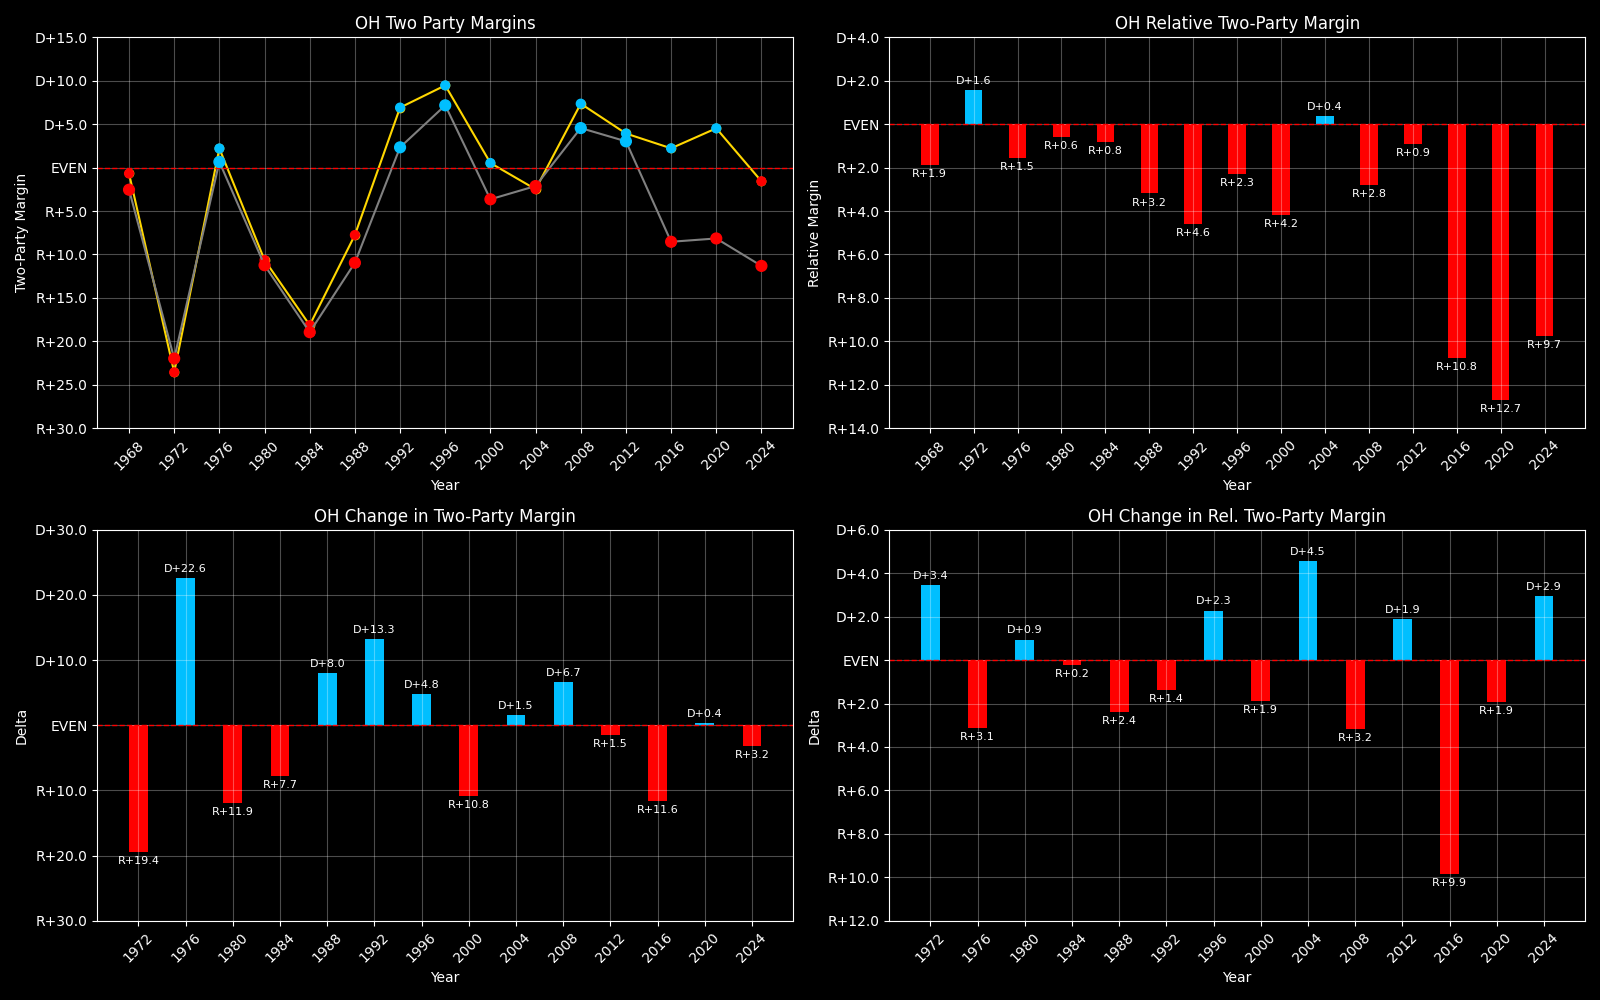 OH Two Party Margins
D+15.0
D+10.0
D+5.0
EVEN
R+5.0
R+10.0
R+15.0
R+20.0
R+25.0
R+30.0
Two-Party Margin
1968
1972
1976
1980
1984
1988
1992
1996
2000
2004
2008
2012
2016
2020
2024
Year
OH Relative Two-Party Margin
D+4.0
D+2.0
EVEN
R+2.0
R+4.0
R+6.0
R+8.0
R+10.0
R+12.0
R+14.0
Relative Margin
R+1.9
D+1.6
R+1.5
R+0.6
R+0.8
R+3.2
R+4.6
R+2.3
R+4.2
D+0.4
R+2.8
R+0.9
R+10.8
R+12.7
R+9.7
1968
1972
1976
1980
1984
1988
1992
1996
2000
2004
2008
2012
2016
2020
2024
Year
OH Change in Two-Party Margin
D+30.0
D+20.0
D+10.0
EVEN
R+10.0
R+20.0
R+30.0
Delta
R+19.4
D+22.6
R+11.9
R+7.7
D+8.0
D+13.3
D+4.8
R+10.8
D+1.5
D+6.7
R+1.5
R+11.6
D+0.4
R+3.2
1972
1976
1980
1984
1988
1992
1996
2000
2004
2008
2012
2016
2020
2024
Year
OH Change in Rel. Two-Party Margin
D+6.0
D+4.0
D+2.0
EVEN
R+2.0
R+4.0
R+6.0
R+8.0
R+10.0
R+12.0
Delta
D+3.4
R+3.1
D+0.9
R+0.2
R+2.4
R+1.4
D+2.3
R+1.9
D+4.5
R+3.2
D+1.9
R+9.9
R+1.9
D+2.9
1972
1976
1980
1984
1988
1992
1996
2000
2004
2008
2012
2016
2020
2024
Year